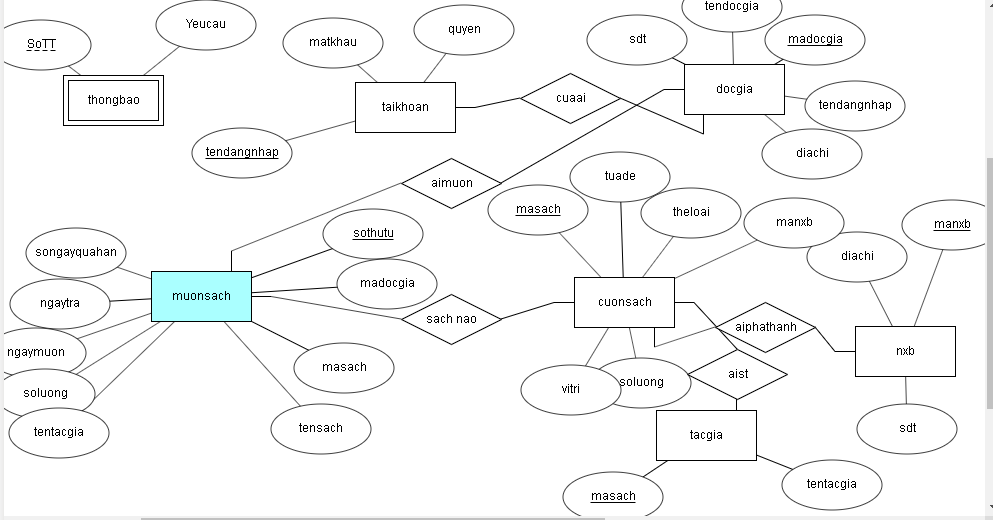 tendocgia
Yeucau
quyen
SoTT
matkhau
sdt
madocgia
thongbao
taikhoan
cuaai
docgia
tendangnhap
tendangnhap
diachi
aimuon
tuade
masach
theloai
manxb
manxb
sothutu
songayquahan
diachi
muonsach
madocgia
cuonsach
ngaytra
sach nao
aiphathanh
ngaymuon
nxb
masach
aist
soluong
vitri
soluong
tentacgia
tensach
tacgia
sdt
masach
tentacgia